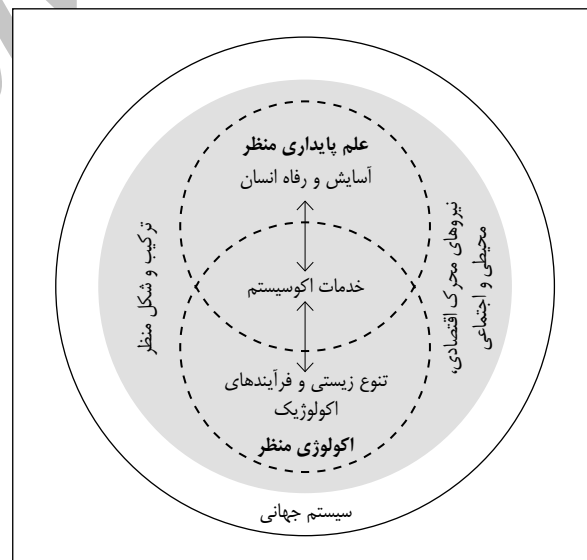 علم پایداری منظر
آسایش و رفاه انسان
ترکیب و شکل منظر
نیروهای محرک اقتصادی،
محیطی و اجتماعی
خدمات اکوسیستم
تنوع زیستی و فرآیندهای
اکولوژیک
اکولوژی منظر
سیستم جهانی